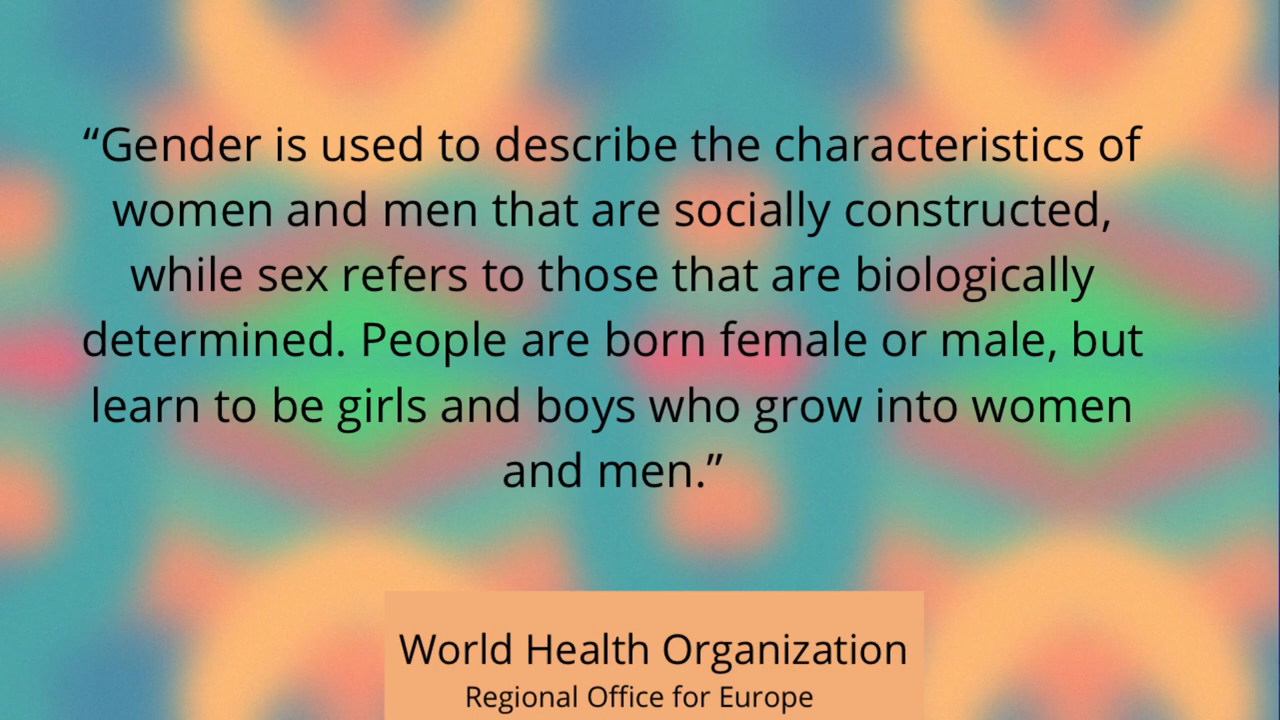 “Gender is used to describe the characteristics of
women and men that are socially constructed,
while sex refers to those that are biologically
determined. People are born female or male, but
learn to be girls and boys who grow into women
and men.”
World Health Organization
Regional Office for Europe